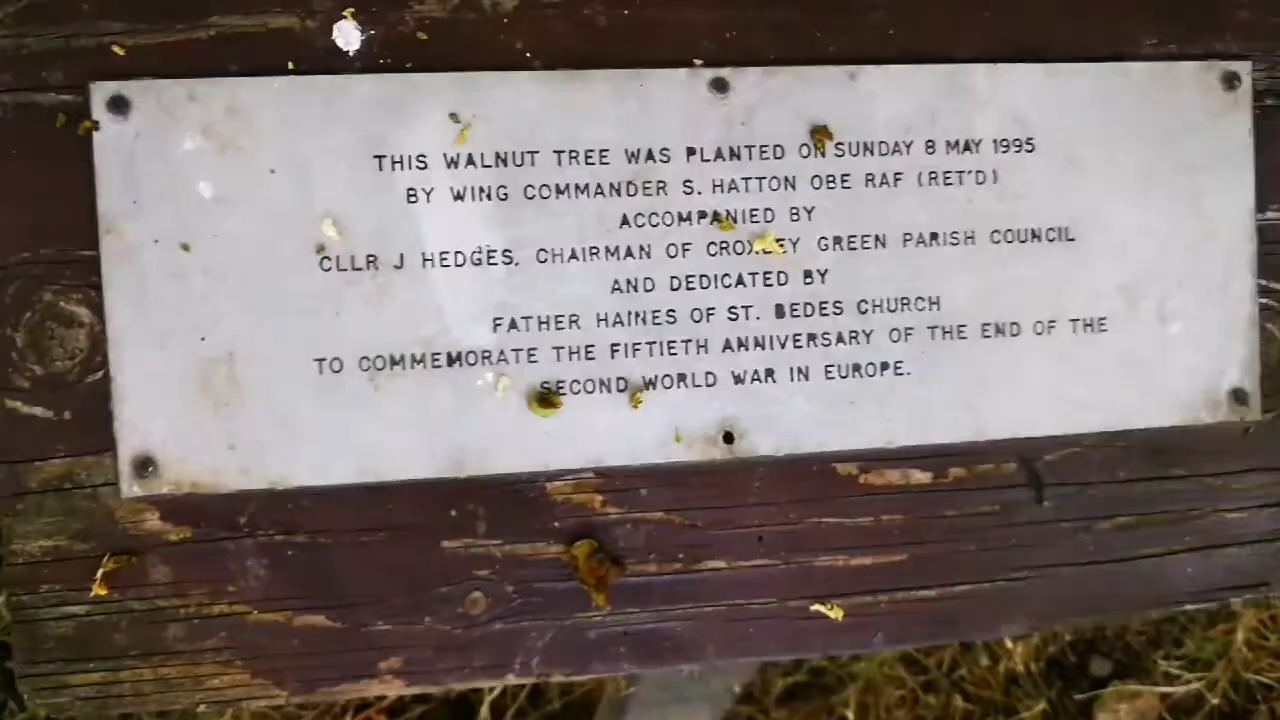 THIS WALNUT TREE WAS PLANTED ON SUNDAY 8 MAY 1995
BY WING COMMANDER S. HATTON OBE RAF (RET'D)
ACCOMPANIED BY
CLLR J HEDGES, CHAIRMAN OF CROXLEY GREEN PARISH COUNCIL
AND DEDICATED BY
FATHER HAINES OF ST. BEDES CHURCH
TO COMMEMORATE THE FIFTIETH ANNIVERSARY OF THE END OF THE
SECOND WORLD WAR IN EUROPE.